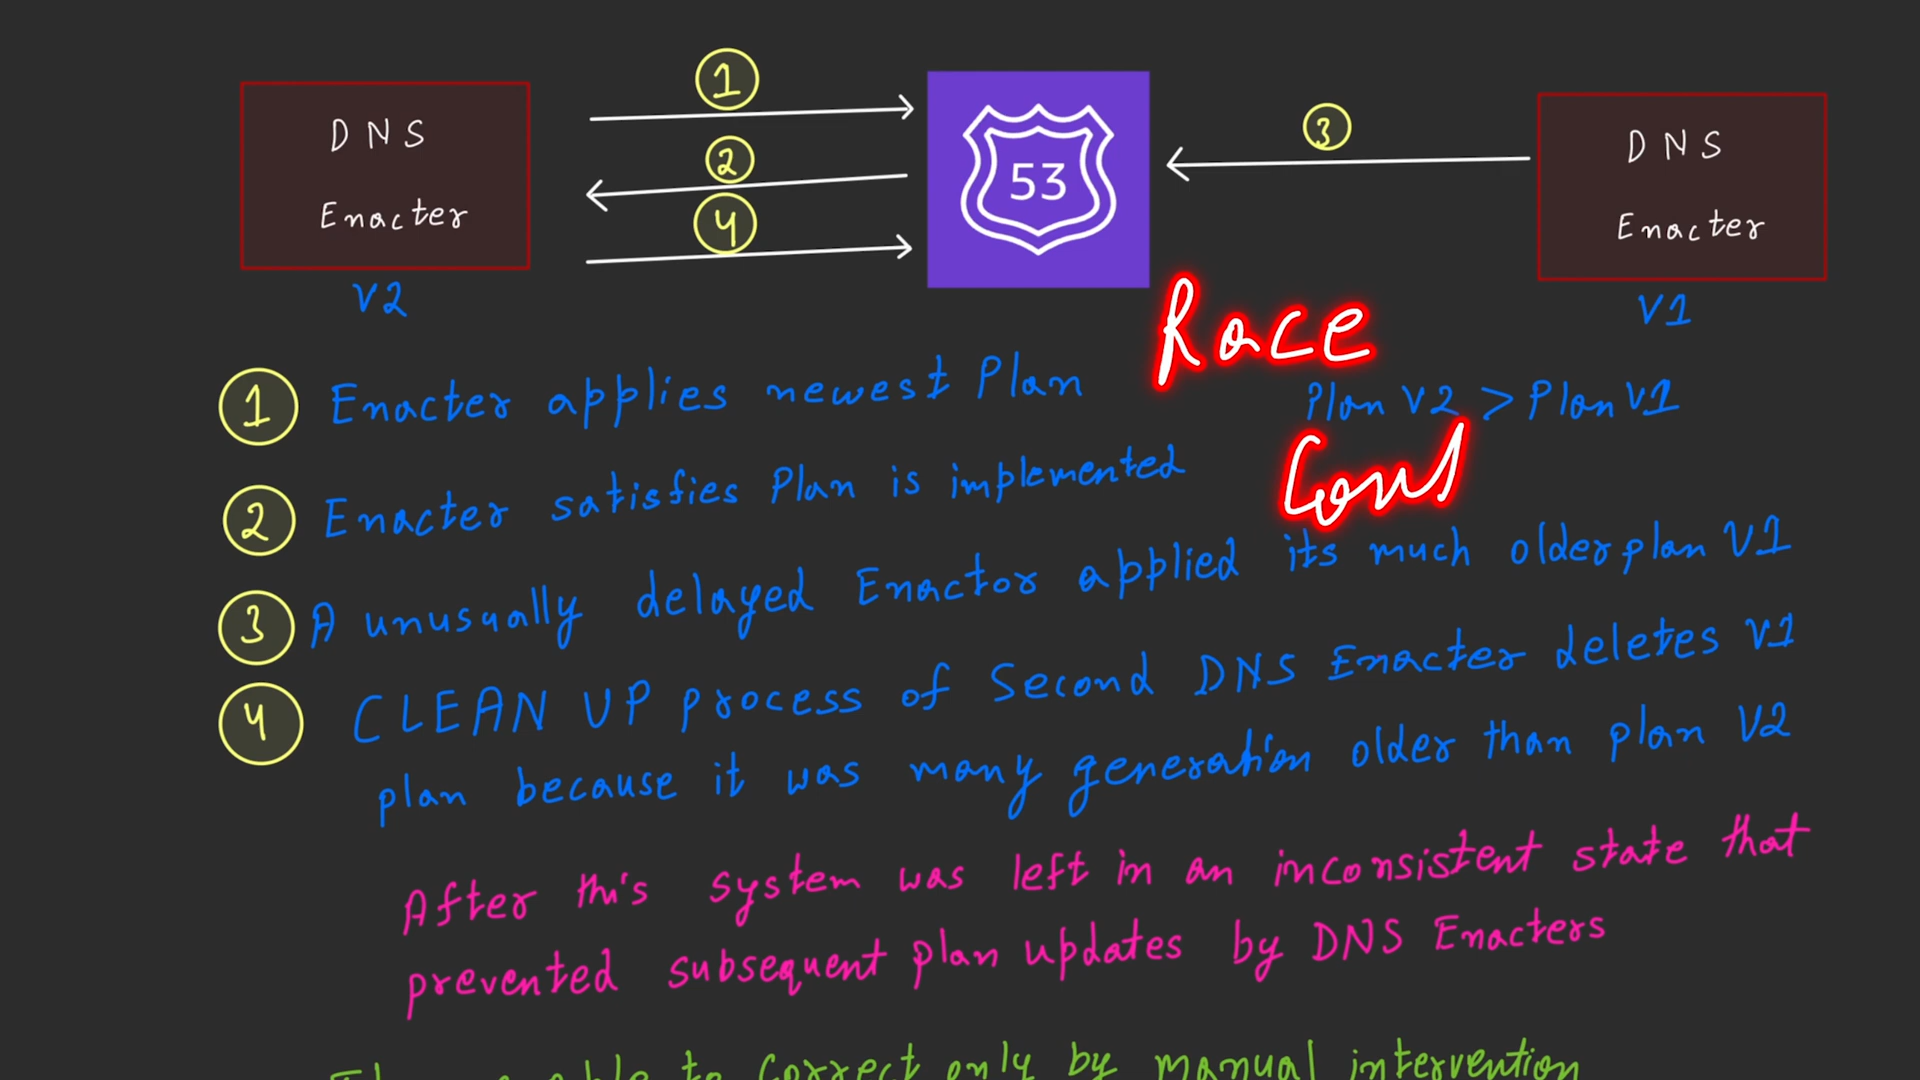 1
2
4
3
53
DNS
Enacter
V2
DNS
Enacter
V1
Race
Plan V2 > Plan V1
1 Enacter applies newest Plan
2 Enacter satisfies Plan is implemented
3 A unusually delayed Enactor applied its much older plan V1
4 CLEAN UP process of Second DNS Enacter deletes V1
plan because it was many generation older than plan V2
After this system was left in an inconsistent state that
prevented subsequent plan updates by DNS Enacters
to correct only by manual intervention